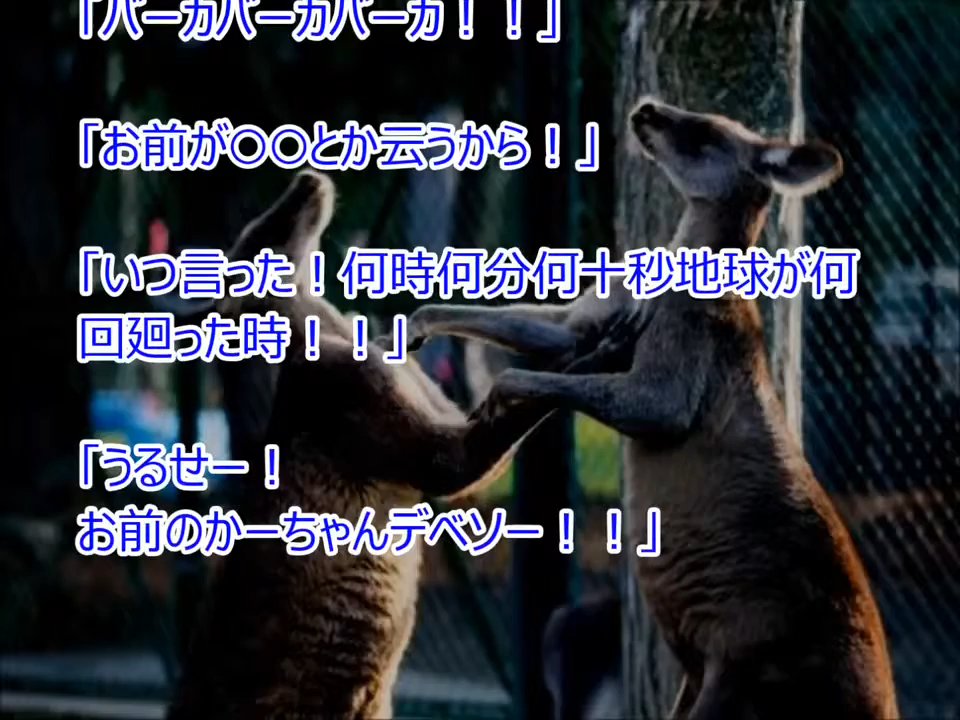 「バーカバーカバーカ！！」
「お前が〇〇とか云うから！」
「いつ言った！何時何分何十秒地球が何
回廻った時！！」
「うるせー！
お前のかーちゃんデベソー！！」